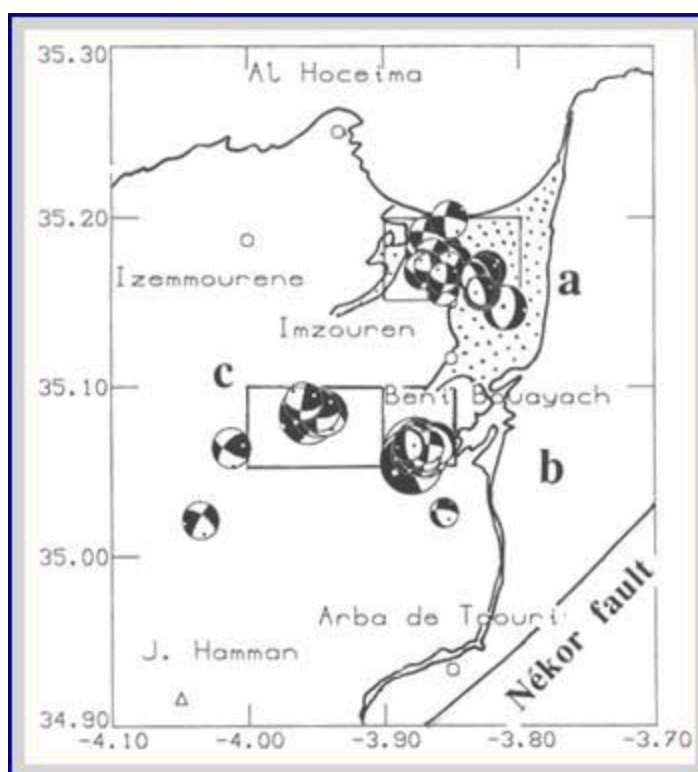 35.30
Al Hoceima
35.20
Izemmourene
a
Imzouren
c
35.10
Beni Bouayach
b
35.00
Arba de Taouri
J. Hamman
Nékor fault
34.90
-4.10 -4.00 -3.90 -3.80 -3.70